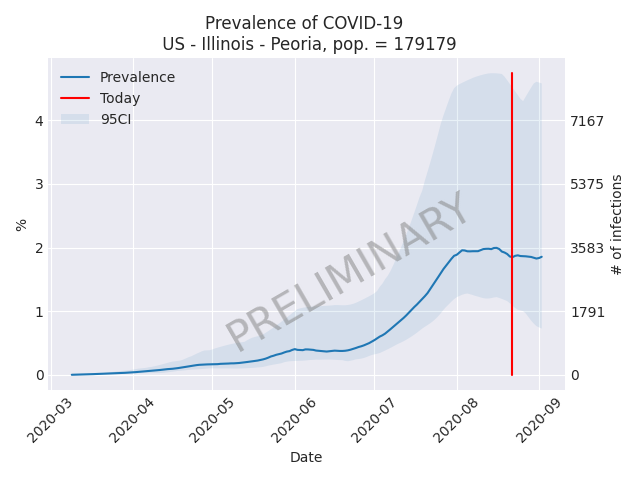 Prevalence of COVID-19
US - Illinois - Peoria, pop. = 179179
Prevalence
Today
95CI
PRELIMINARY
%
4
3
2
1
0
7167
5375
3583
1791
0
# of infections
2020-03
2020-04
2020-05
2020-06
2020-07
2020-08
2020-09
Date